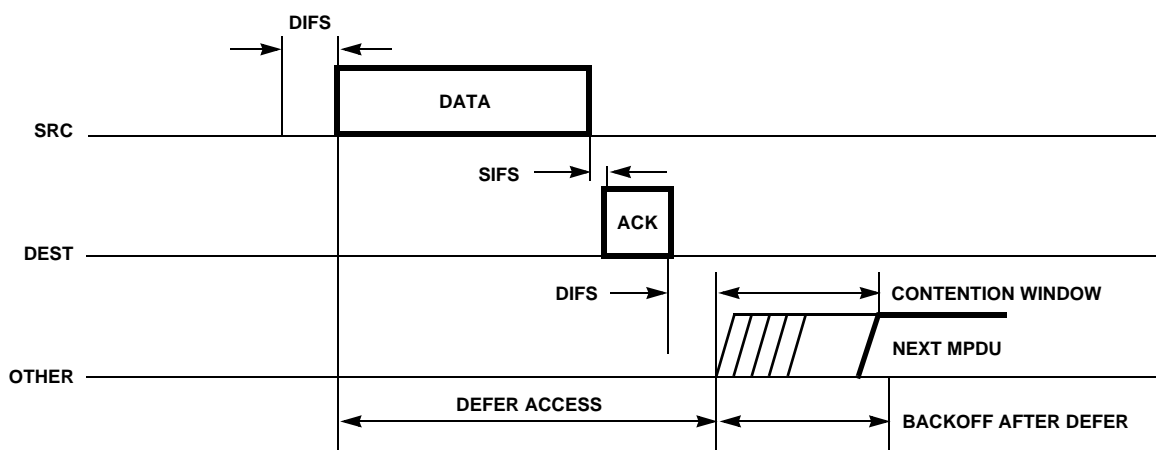 DIFS
DATA
SRC
SIFS
ACK
DEST
DIFS
CONTENTION WINDOW
NEXT MPDU
OTHER
DEFER ACCESS
BACKOFF AFTER DEFER